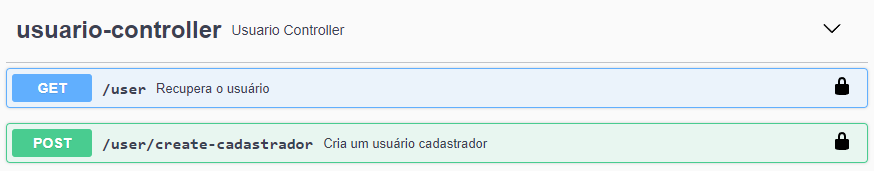 usuario-controller Usuario Controller
GET /user Recupera o usuário
POST /user/create-cadastrador Cria um usuário cadastrador